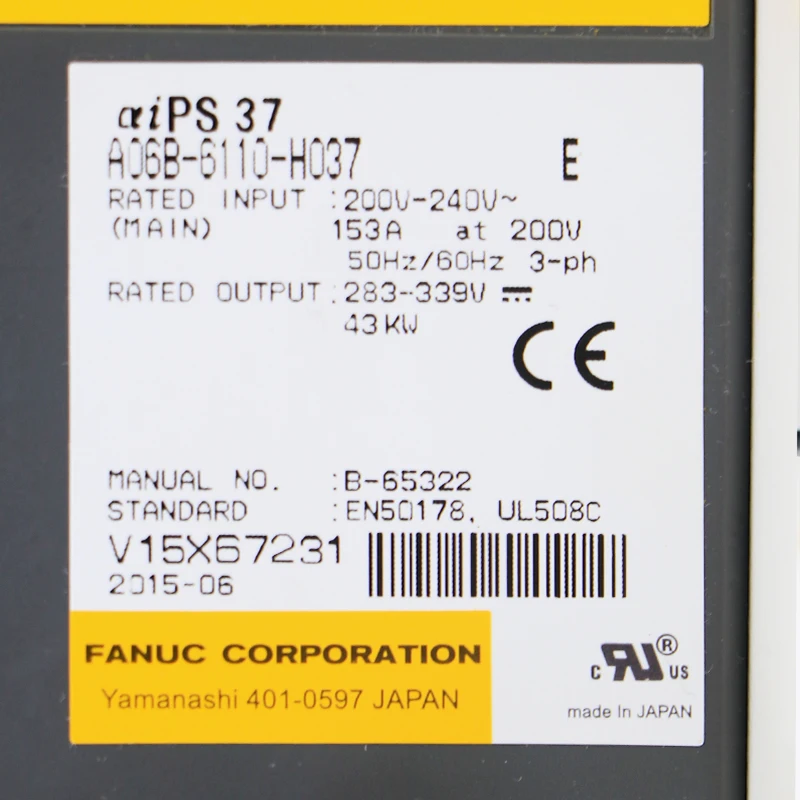 αiPS 37
A06B-6110-H037 E
RATED INPUT :200V-240V~
(MAIN) 153A at 200V
50Hz/60Hz 3-ph
RATED OUTPUT:283-339V ⎓
43KW
CE
MANUAL NO. :B-65322
STANDARD :EN50178, UL508C
V15X67231
2015-06
FANUC CORPORATION
Yamanashi 401-0597 JAPAN
c RU ® US
made In JAPAN